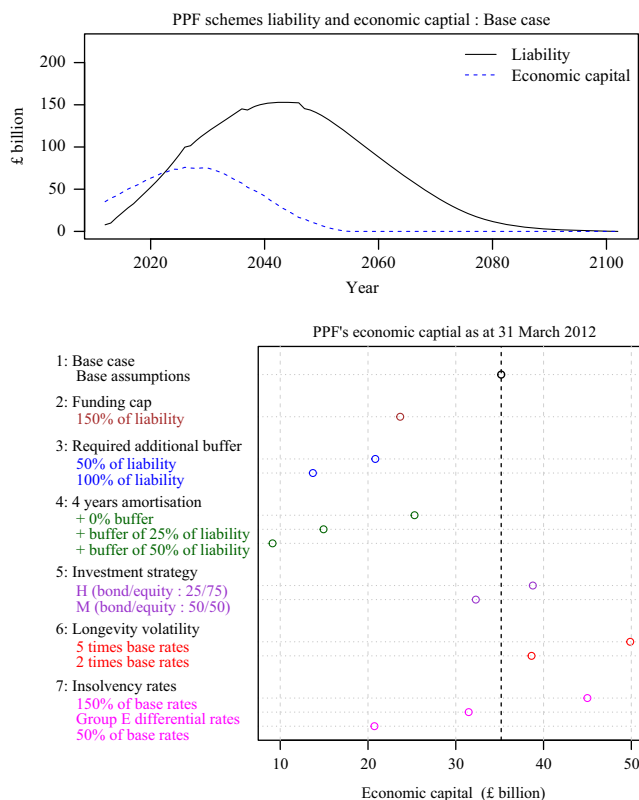 PPF schemes liability and economic captial : Base case
Liability
Economic capital
£ billion
200
150
100
50
0
2020 2040 2060 2080 2100
Year
PPF's economic captial as at 31 March 2012
1: Base case
Base assumptions
2: Funding cap
150% of liability
3: Required additional buffer
50% of liability
100% of liability
4: 4 years amortisation
+ 0% buffer
+ buffer of 25% of liability
+ buffer of 50% of liability
5: Investment strategy
H (bond/equity : 25/75)
M (bond/equity : 50/50)
6: Longevity volatility
5 times base rates
2 times base rates
7: Insolvency rates
150% of base rates
Group E differential rates
50% of base rates
10 20 30 40 50
Economic capital (£ billion)